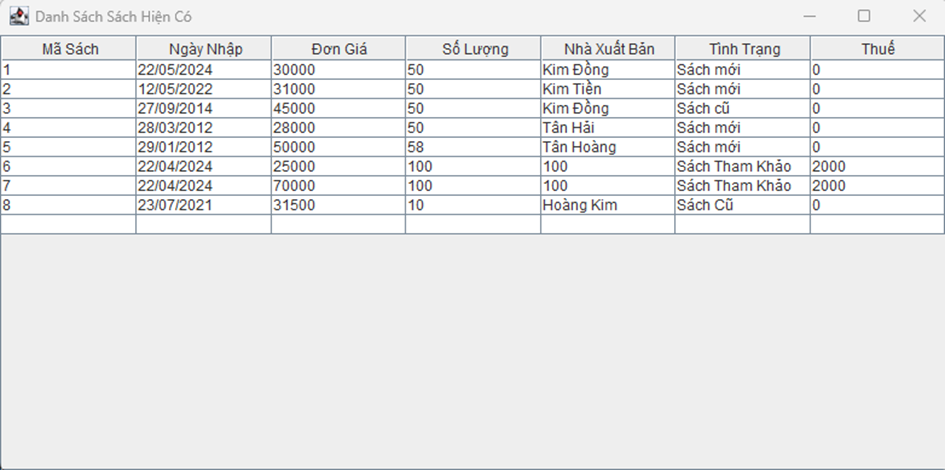 Danh Sách Sách Hiện Có
Mã Sách Ngày Nhập Đơn Giá Số Lượng Nhà Xuất Bản Tình Trạng Thuế
1 22/05/2024 30000 50 Kim Đồng Sách mới 0
2 12/05/2022 31000 50 Kim Tiền Sách mới 0
3 27/09/2014 45000 50 Kim Đồng Sách cũ 0
4 28/03/2012 28000 50 Tân Hải Sách mới 0
5 29/01/2012 50000 58 Tân Hoàng Sách mới 0
6 22/04/2024 25000 100 100 Sách Tham Khảo 2000
7 22/04/2024 70000 100 100 Sách Tham Khảo 2000
8 23/07/2021 31500 10 Hoàng Kim Sách Cũ 0